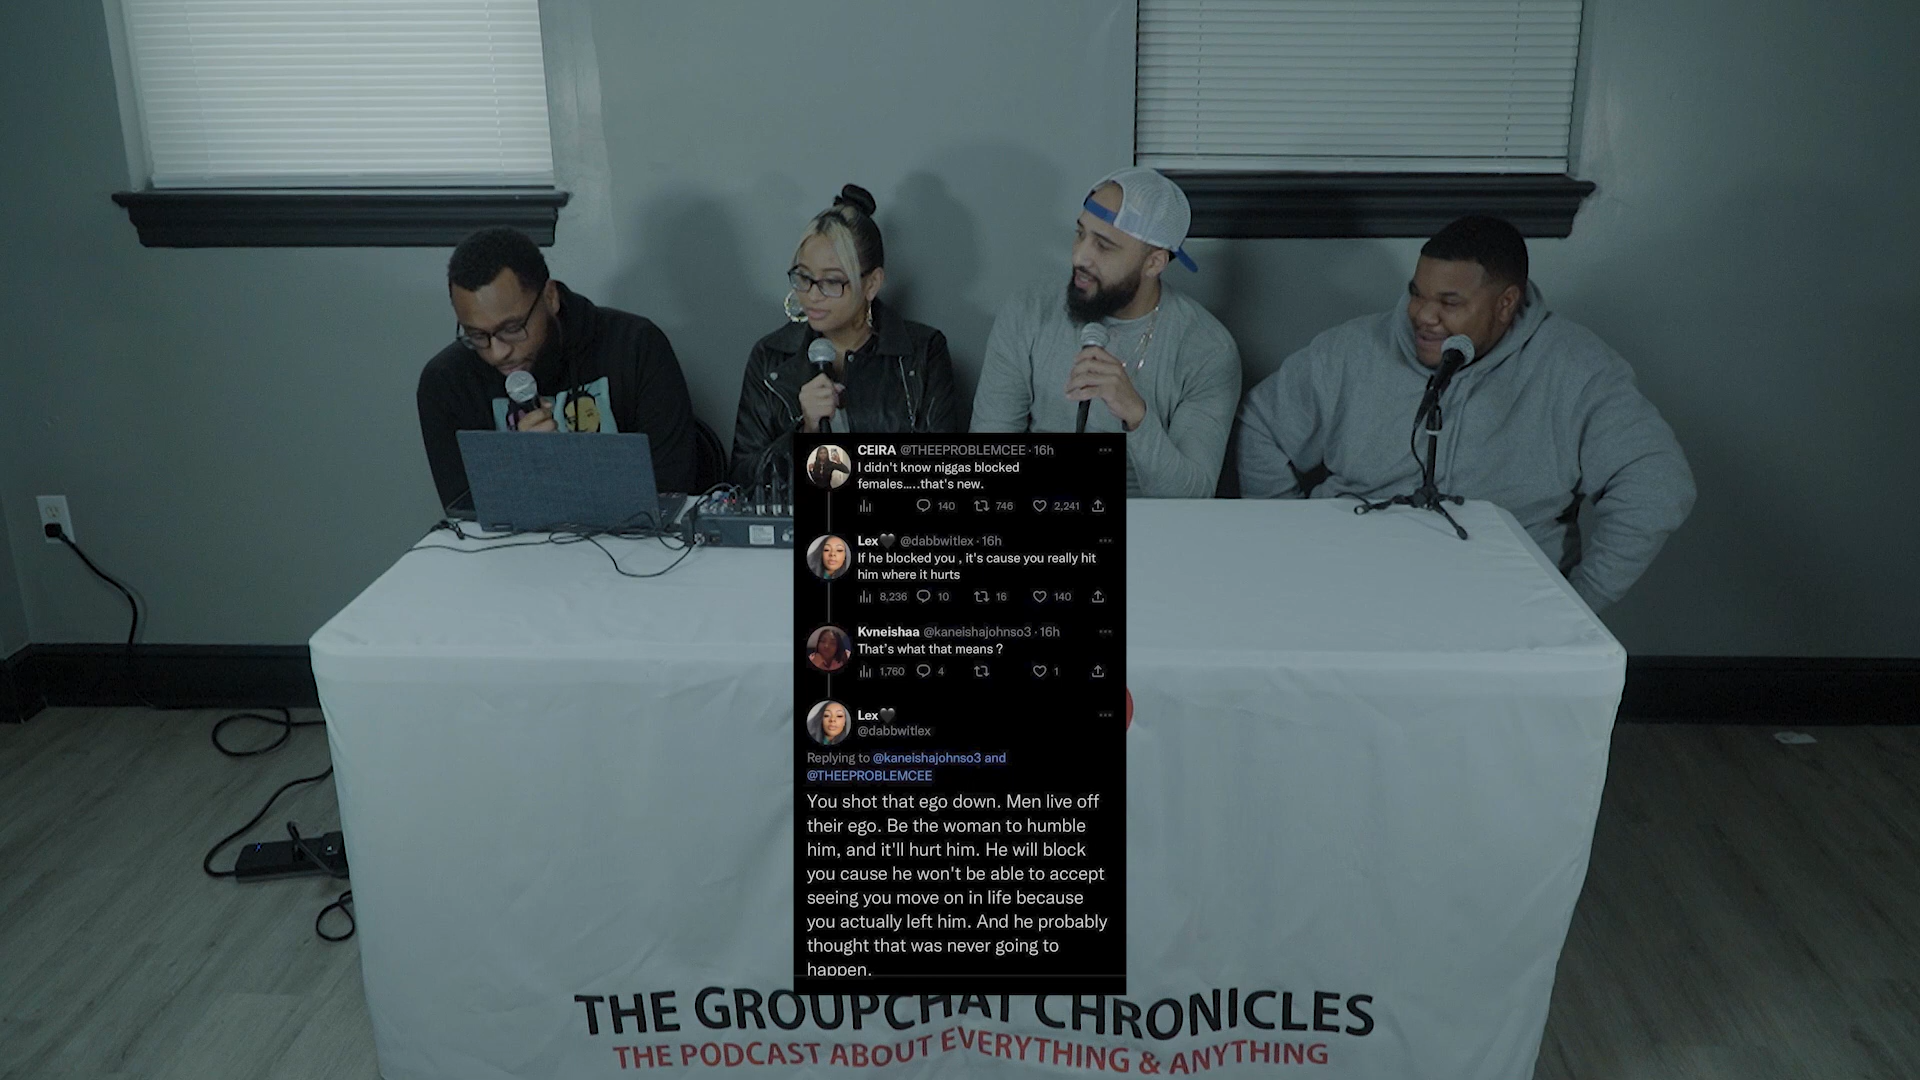 CEIRA @THEEPROBLEMCEE · 16h
I didn't know niggas blocked
females.....that's new.
140 746 2,241
Lex🖤 @dabbwitlex · 16h
If he blocked you , it's cause you really hit
him where it hurts
8,236 10 16 140
Kvneishaa @kaneishajohnso3 · 16h
That's what that means ?
1,760 4 1
Lex🖤
@dabbwitlex
Replying to @kaneishajohnso3 and
@THEEPROBLEMCEE
You shot that ego down. Men live off
their ego. Be the woman to humble
him, and it'll hurt him. He will block
you cause he won't be able to accept
seeing you move on in life because
you actually left him. And he probably
thought that was never going to
happen.
THE GROUPCHAT CHRONICLES
THE PODCAST ABOUT EVERYTHING & ANYTHING